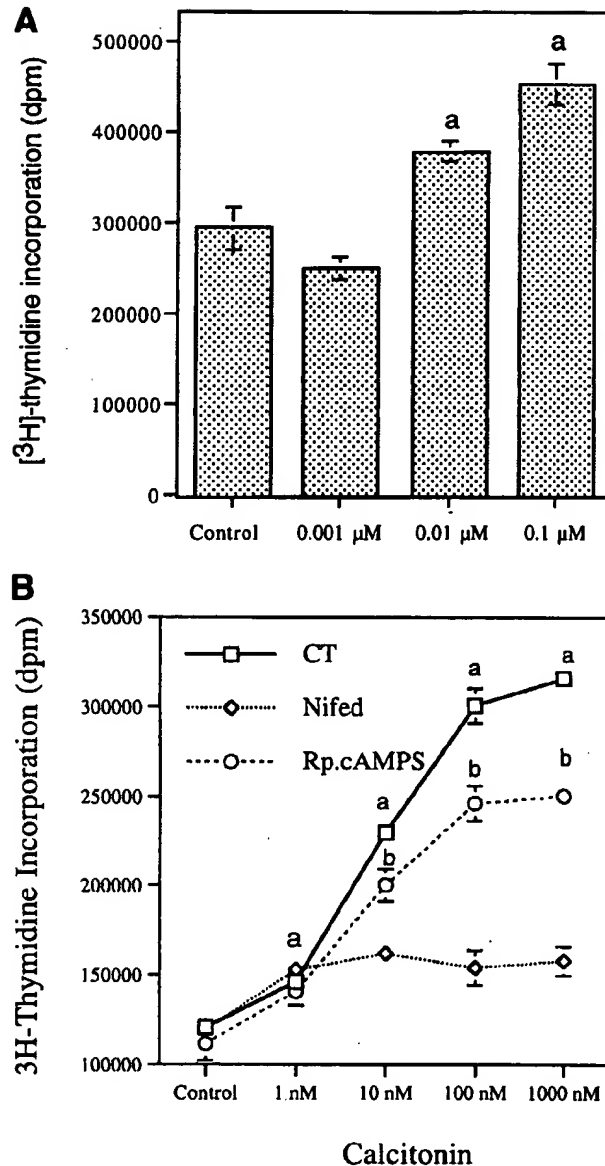 A
[3H]-thymidine incorporation (dpm)
500000
400000
300000
200000
100000
0
a
a
Control 0.001 µM 0.01 µM 0.1 µM
B
3H-Thymidine Incorporation (dpm)
350000
300000
250000
200000
150000
100000
CT
Nifed
Rp.cAMPS
a
a
a
a
b
b
b
Control 1 nM 10 nM 100 nM 1000 nM
Calcitonin